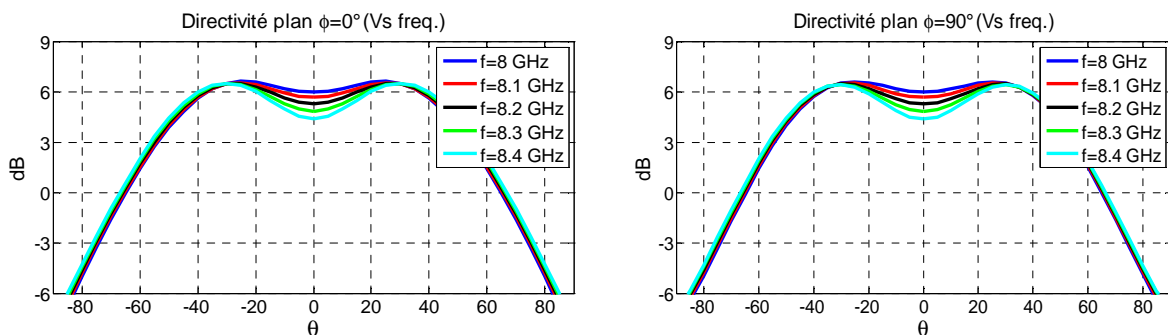 Directivité plan ϕ=0° (Vs freq.)
9
6
3
0
-3
-6
dB
-80 -60 -40 -20 0 20 40 60 80
θ
f=8 GHz
f=8.1 GHz
f=8.2 GHz
f=8.3 GHz
f=8.4 GHz
Directivité plan ϕ=90° (Vs freq.)
9
6
3
0
-3
-6
dB
-80 -60 -40 -20 0 20 40 60 80
θ
f=8 GHz
f=8.1 GHz
f=8.2 GHz
f=8.3 GHz
f=8.4 GHz